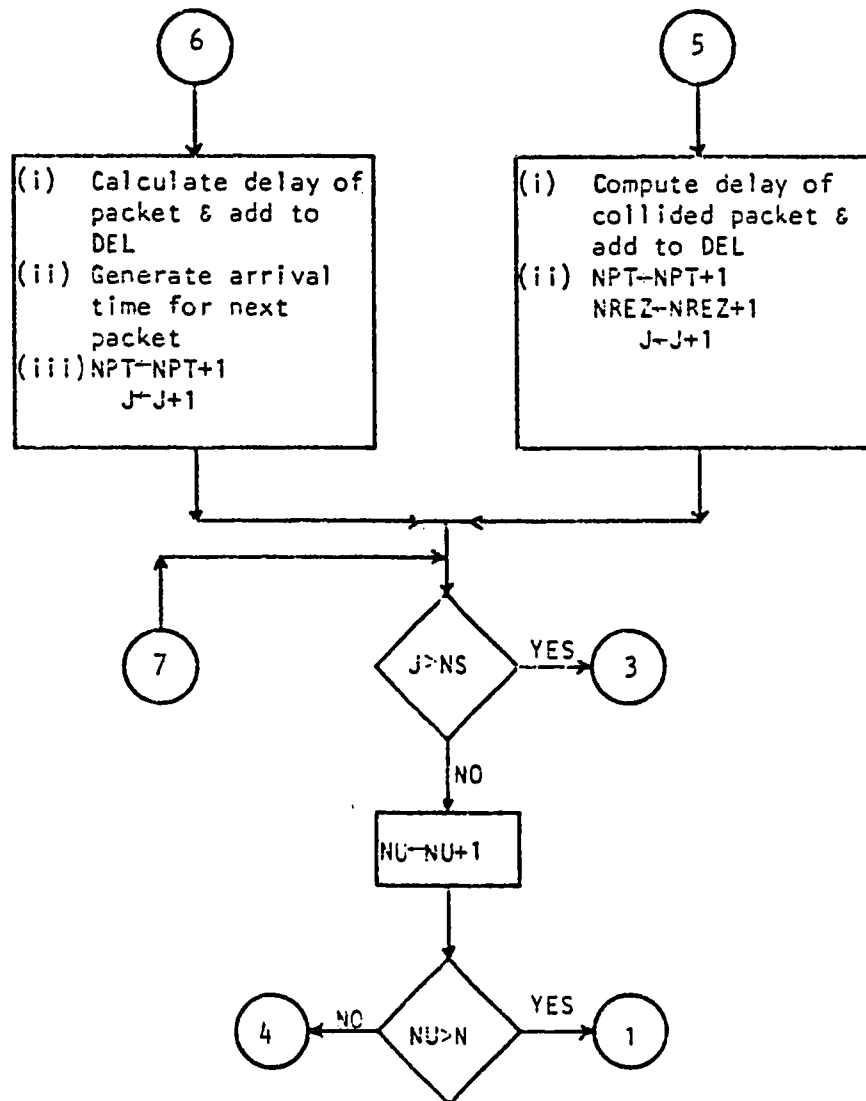 6
5
(i) Calculate delay of
packet & add to
DEL
(ii) Generate arrival
time for next
packet
(iii) NPT←NPT+1
J←J+1
(i) Compute delay of
collided packet &
add to DEL
(ii) NPT←NPT+1
NREZ←NREZ+1
J←J+1
7
J>NS
YES
3
NO
NU←NU+1
4
NO
NU>N
YES
1